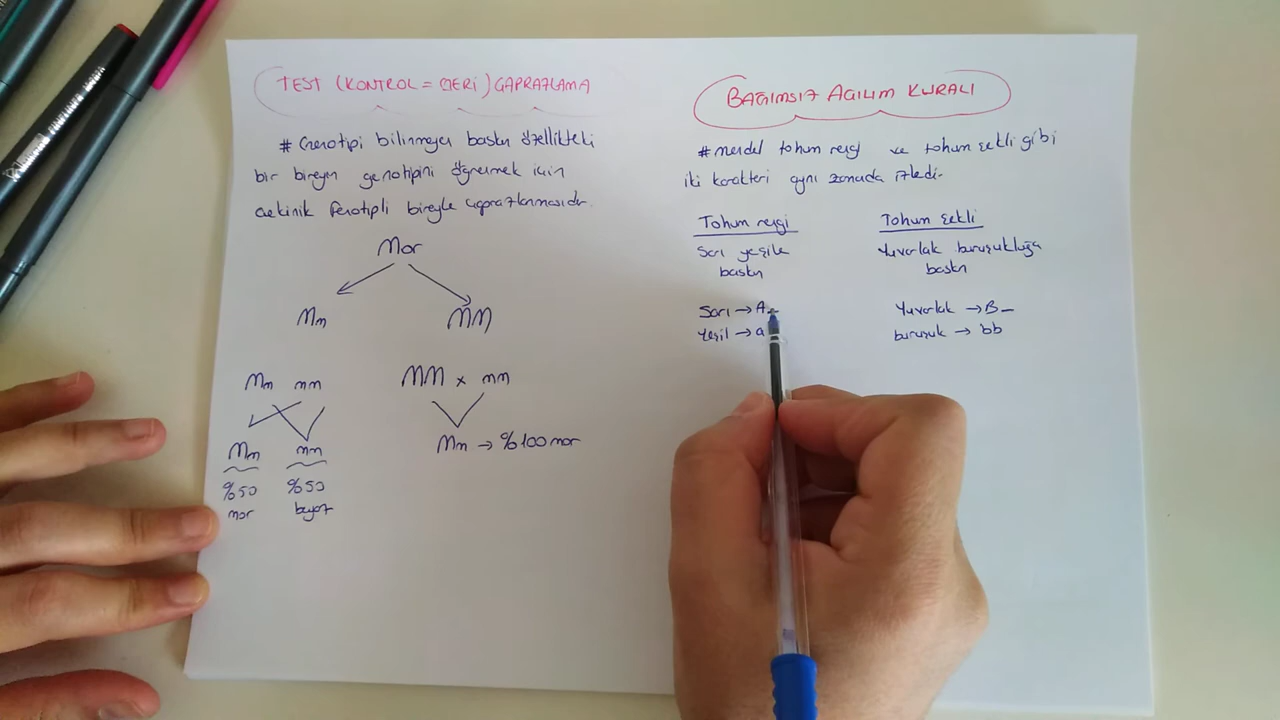 TEST (KONTROL = GERİ) ÇAPRAZLAMA
# Genotipi bilinmeyen baskın özellikteki
bir bireyin genotipini öğrenmek için
çekinik fenotipli bireyle çaprazlanmasıdır.
Mor
Mm MM
Mm mm
MM x mm
Mm mm
Mm → %100 mor
%50 %50
mor beyaz
BAĞIMSIZ AÇILIM KURALI
# mendel tohum rengi ve tohum şekli gibi
iki karakteri aynı zamanda izledi.
Tohum rengi
Sarı yeşile
baskın
Sarı → A_
Yeşil → a
Tohum şekli
Yuvarlak buruşukluğa
baskın
Yuvarlak → B_
buruşuk → bb